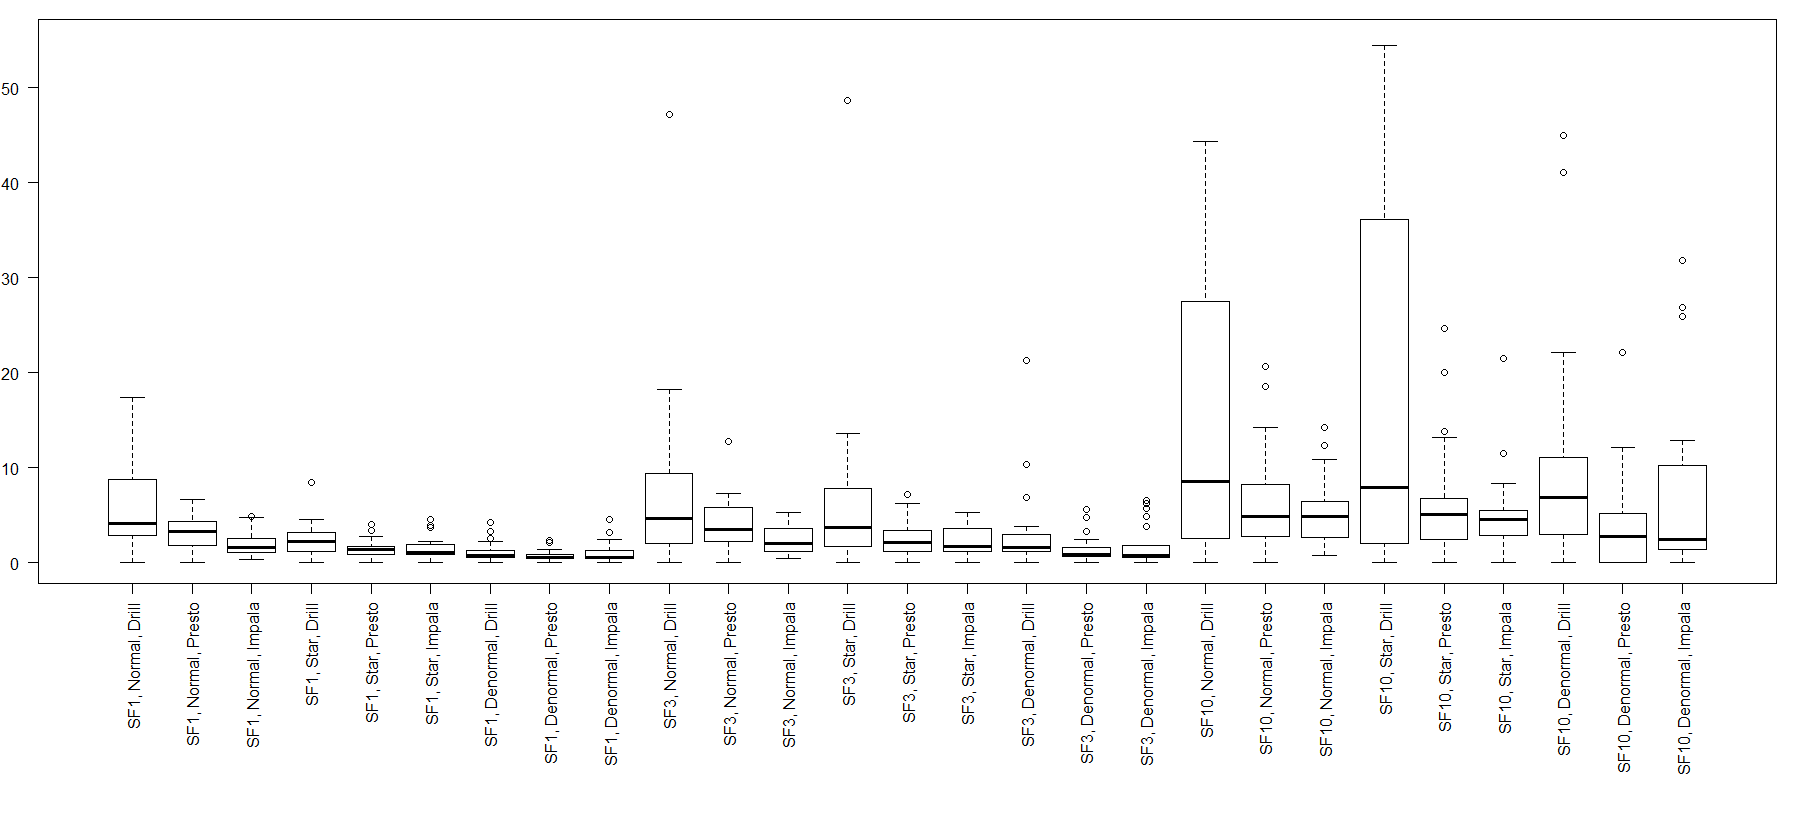 50
40
30
20
10
0
SF1, Normal, Drill
SF1, Normal, Presto
SF1, Normal, Impala
SF1, Star, Drill
SF1, Star, Presto
SF1, Star, Impala
SF1, Denormal, Drill
SF1, Denormal, Presto
SF1, Denormal, Impala
SF3, Normal, Drill
SF3, Normal, Presto
SF3, Normal, Impala
SF3, Star, Drill
SF3, Star, Presto
SF3, Star, Impala
SF3, Denormal, Drill
SF3, Denormal, Presto
SF3, Denormal, Impala
SF10, Normal, Drill
SF10, Normal, Presto
SF10, Normal, Impala
SF10, Star, Drill
SF10, Star, Presto
SF10, Star, Impala
SF10, Denormal, Drill
SF10, Denormal, Presto
SF10, Denormal, Impala